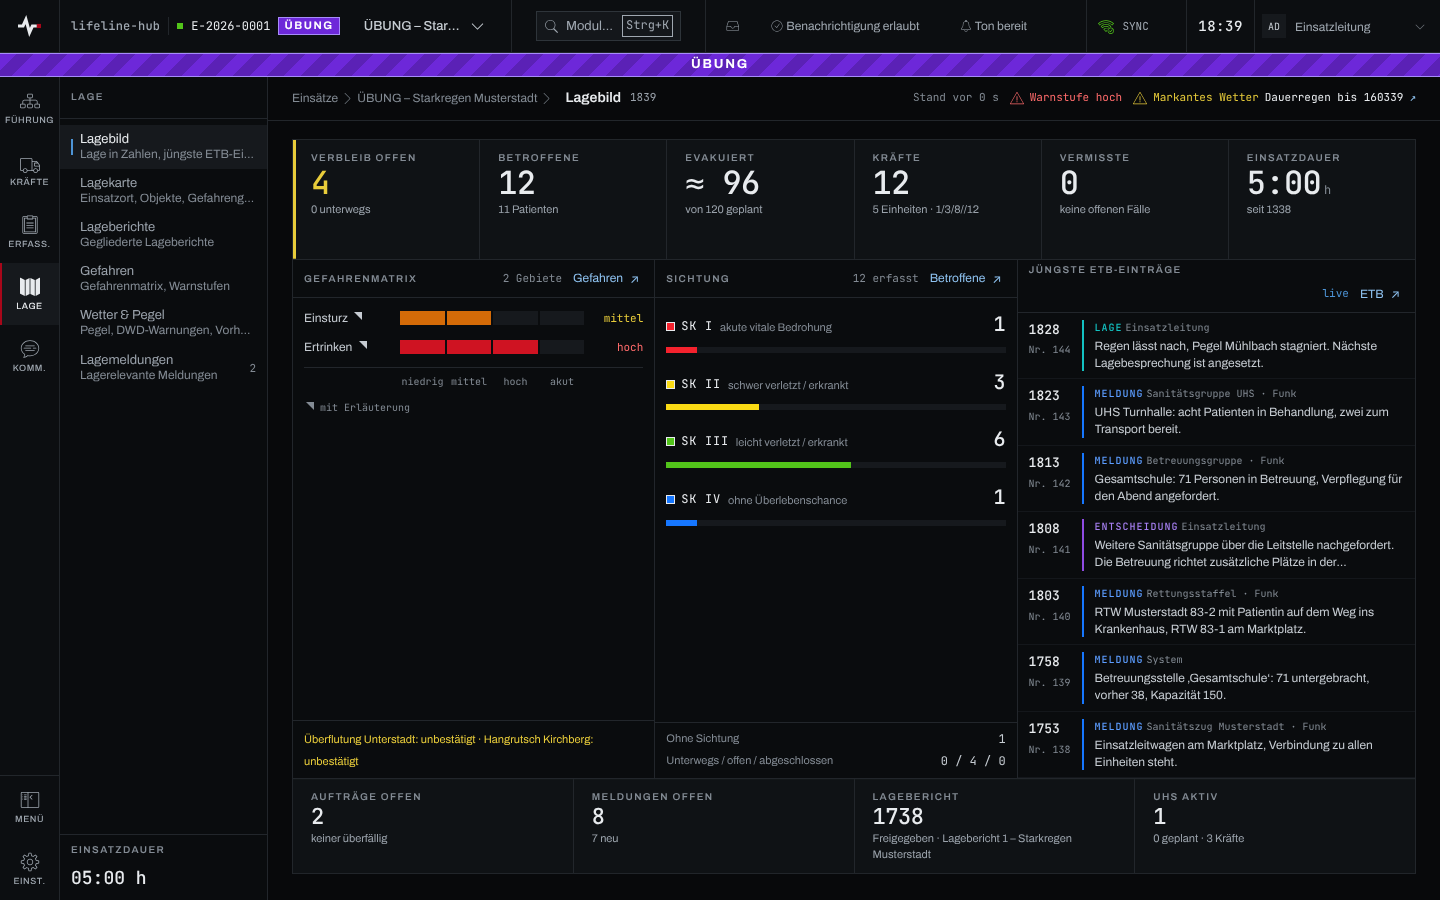 lifeline-hub E-2026-0001 ÜBUNG ÜBUNG – Star... Modul... Strg+K Benachrichtigung erlaubt Ton bereit SYNC 18:39 AD Einsatzleitung
ÜBUNG
FÜHRUNG
KRÄFTE
ERFASS.
LAGE
KOMM.
MENÜ
EINST.
LAGE
Lagebild
Lage in Zahlen, jüngste ETB-Ei...
Lagekarte
Einsatzort, Objekte, Gefahreng...
Lageberichte
Gegliederte Lageberichte
Gefahren
Gefahrenmatrix, Warnstufen
Wetter & Pegel
Pegel, DWD-Warnungen, Vorh...
Lagemeldungen
Lagerelevante Meldungen 2
EINSATZDAUER
05:00 h
Einsätze ÜBUNG – Starkregen Musterstadt Lagebild 1839 Stand vor 0 s Warnstufe hoch Markantes Wetter Dauerregen bis 160339 ↗
VERBLEIB OFFEN
4
0 unterwegs
BETROFFENE
12
11 Patienten
EVAKUIERT
≈ 96
von 120 geplant
KRÄFTE
12
5 Einheiten · 1/3/8//12
VERMISSTE
0
keine offenen Fälle
EINSATZDAUER
5:00 h
seit 1338
GEFAHRENMATRIX 2 Gebiete Gefahren ↗
Einsturz mittel
Ertrinken hoch
niedrig mittel hoch akut
mit Erläuterung
Überflutung Unterstadt: unbestätigt · Hangrutsch Kirchberg:
unbestätigt
SICHTUNG 12 erfasst Betroffene ↗
SK I akute vitale Bedrohung 1
SK II schwer verletzt / erkrankt 3
SK III leicht verletzt / erkrankt 6
SK IV ohne Überlebenschance 1
Ohne Sichtung 1
Unterwegs / offen / abgeschlossen 0 / 4 / 0
JÜNGSTE ETB-EINTRÄGE
live ETB ↗
1828 LAGE Einsatzleitung
Nr. 144 Regen lässt nach, Pegel Mühlbach stagniert. Nächste
Lagebesprechung ist angesetzt.
1823 MELDUNG Sanitätsgruppe UHS · Funk
Nr. 143 UHS Turnhalle: acht Patienten in Behandlung, zwei zum
Transport bereit.
1813 MELDUNG Betreuungsgruppe · Funk
Nr. 142 Gesamtschule: 71 Personen in Betreuung, Verpflegung für
den Abend angefordert.
1808 ENTSCHEIDUNG Einsatzleitung
Nr. 141 Weitere Sanitätsgruppe über die Leitstelle nachgefordert.
Die Betreuung richtet zusätzliche Plätze in der...
1803 MELDUNG Rettungsstaffel · Funk
Nr. 140 RTW Musterstadt 83-2 mit Patientin auf dem Weg ins
Krankenhaus, RTW 83-1 am Marktplatz.
1758 MELDUNG System
Nr. 139 Betreuungsstelle ‚Gesamtschule‘: 71 untergebracht,
vorher 38, Kapazität 150.
1753 MELDUNG Sanitätszug Musterstadt · Funk
Nr. 138 Einsatzleitwagen am Marktplatz, Verbindung zu allen
Einheiten steht.
AUFTRÄGE OFFEN
2
keiner überfällig
MELDUNGEN OFFEN
8
7 neu
LAGEBERICHT
1738
Freigegeben · Lagebericht 1 – Starkregen
Musterstadt
UHS AKTIV
1
0 geplant · 3 Kräfte